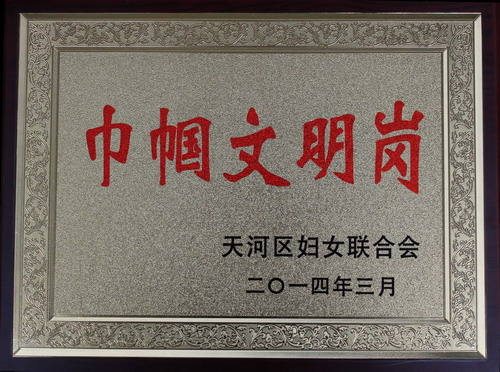 巾帼文明岗
天河区妇女联合会
二〇一四年三月